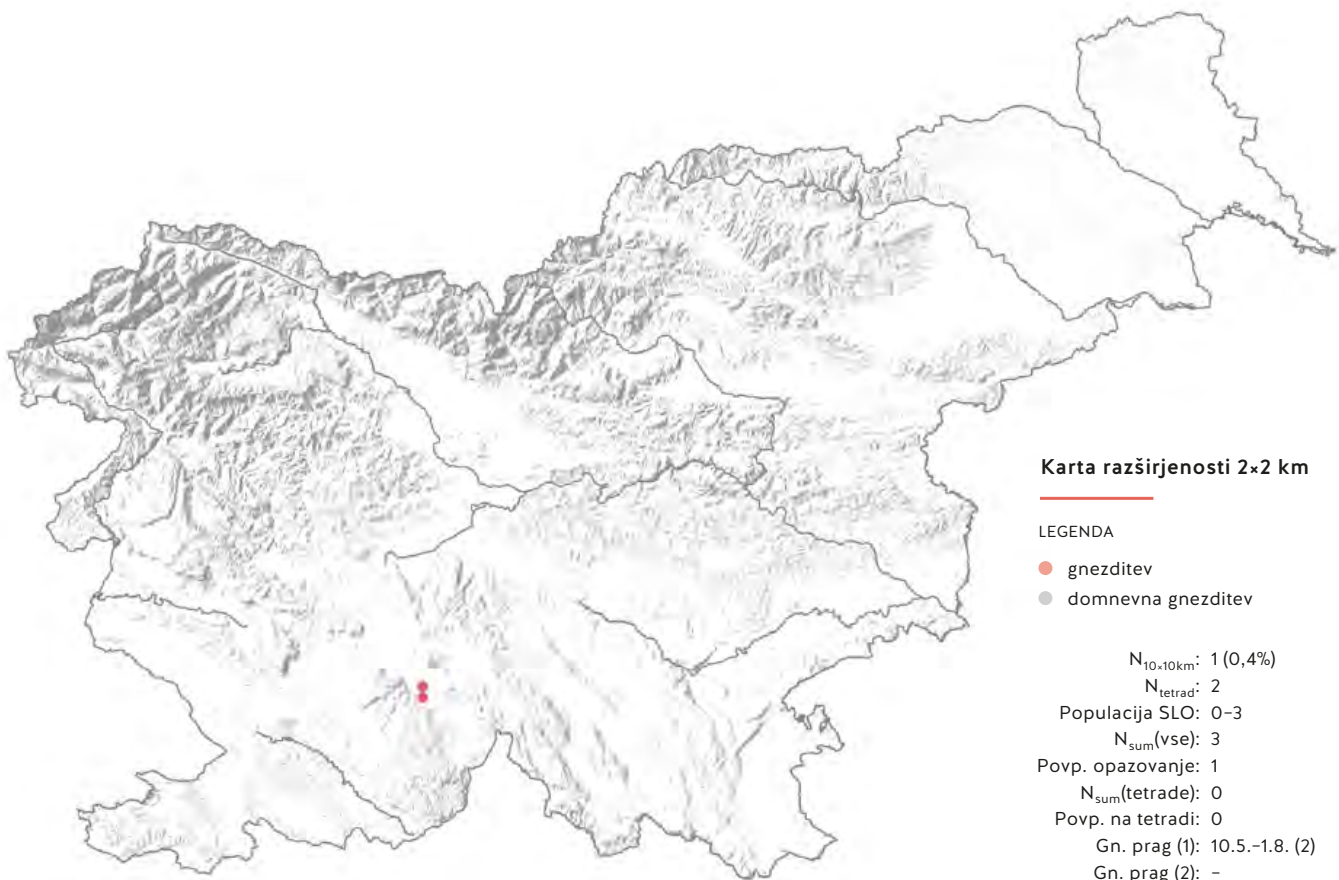 Karta razširjenosti 2×2 km
LEGENDA
gnezditev
domnevna gnezditev
N10×10km: 1 (0,4%)
Ntetrad: 2
Populacija SLO: 0–3
Nsum(vse): 3
Povp. opazovanje: 1
Nsum(tetrade): 0
Povp. na tetradi: 0
Gn. prag (1): 10.5.–1.8. (2)
Gn. prag (2): –